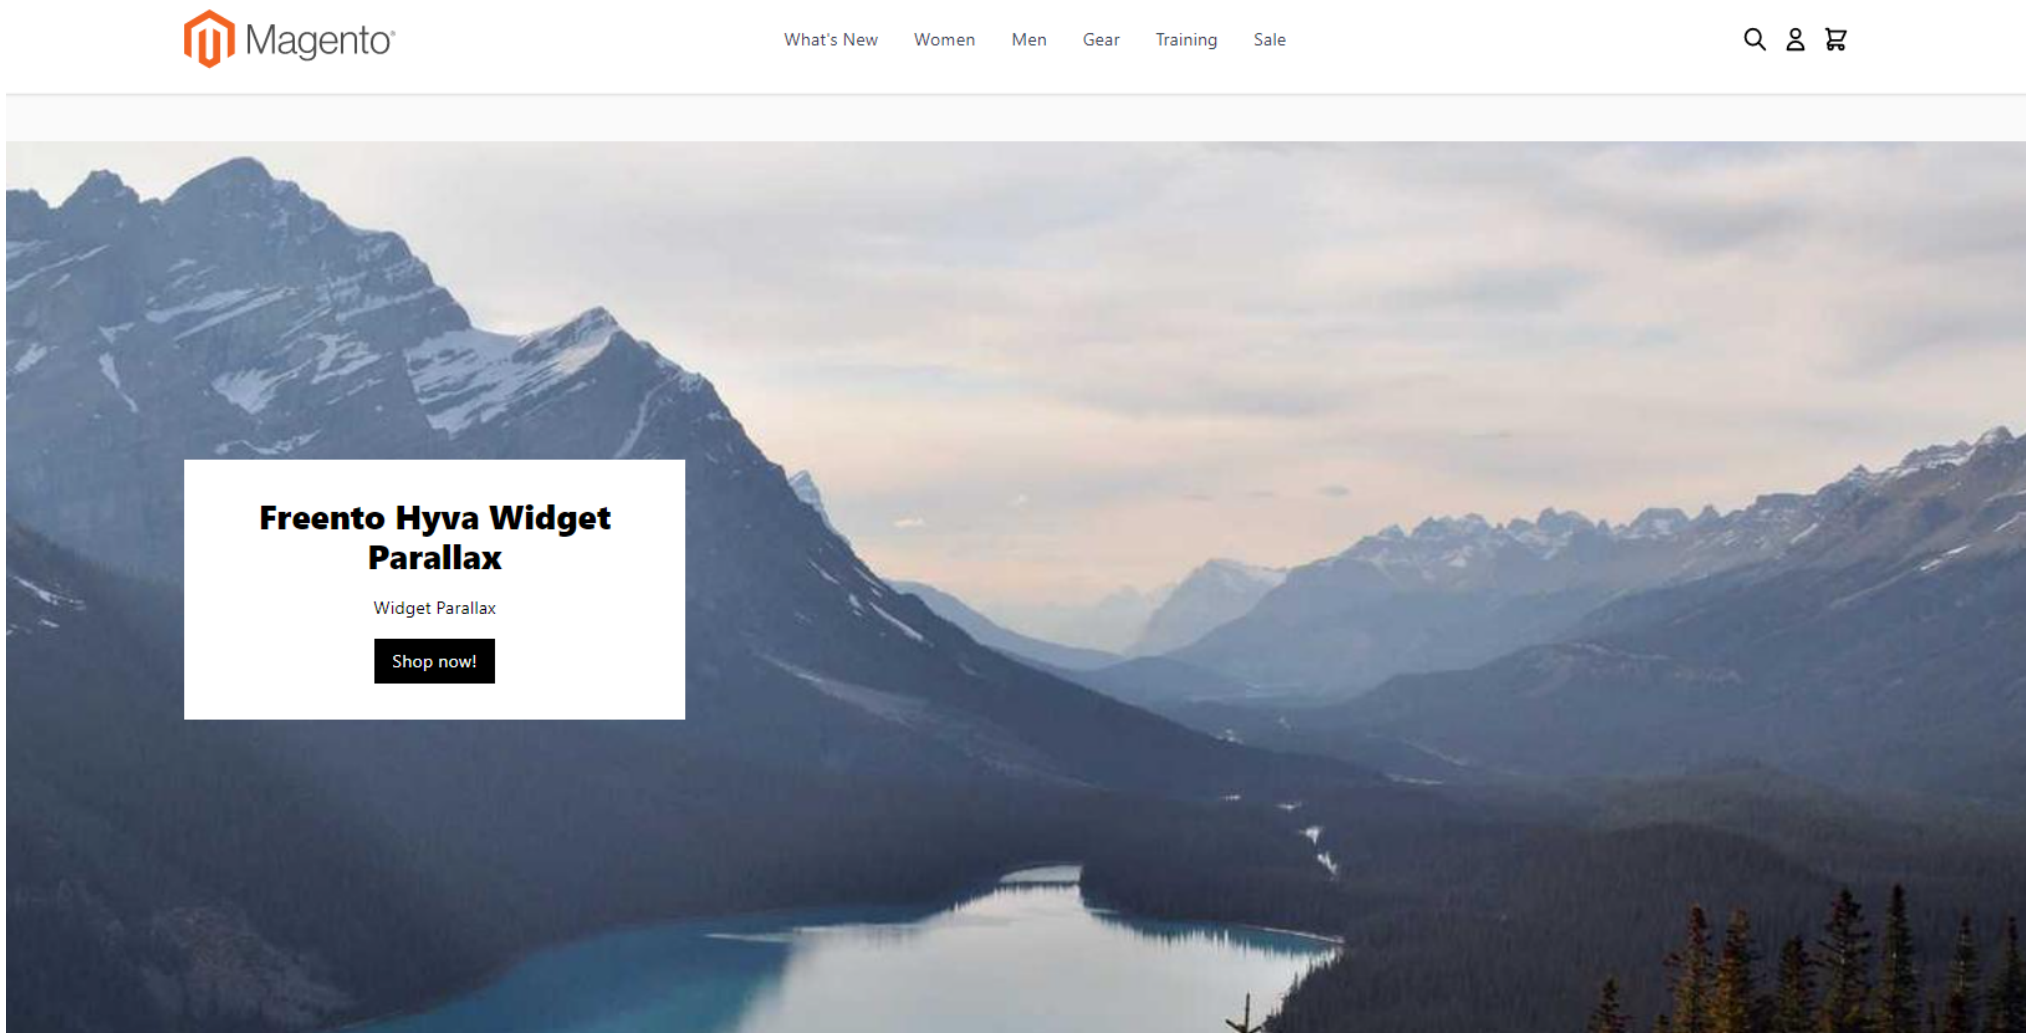 Magento
What's New
Women
Men
Gear
Training
Sale
Freento Hyva Widget
Parallax
Widget Parallax
Shop now!